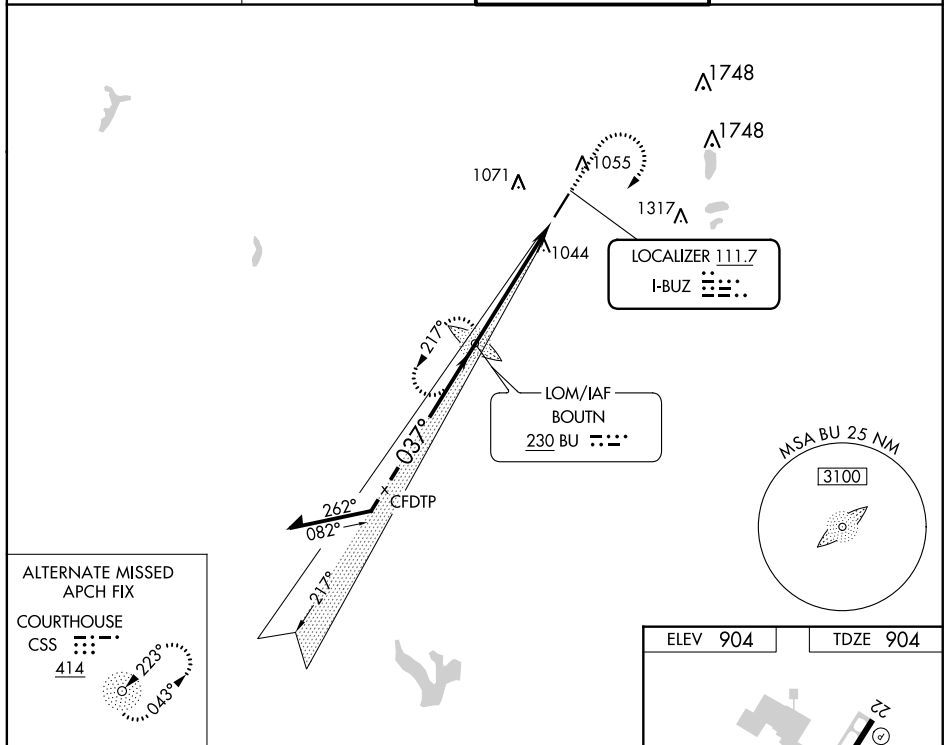 1748
1748
1071
1055
1317
1044
LOCALIZER 111.7
I-BUZ
217°
LOM/IAF
BOUTN
230 BU
037°
MSA BU 25 NM
3100
CFDTP
262°
082°
217°
ALTERNATE MISSED
APCH FIX
COURTHOUSE
CSS
414
223°
043°
ELEV 904
TDZE 904
22
P